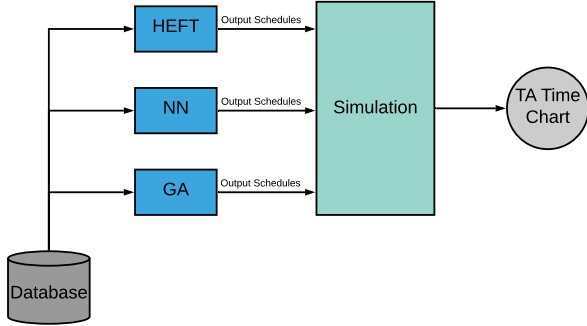 HEFT
Output Schedules
NN
Output Schedules
GA
Output Schedules
Simulation
TA Time
Chart
Database